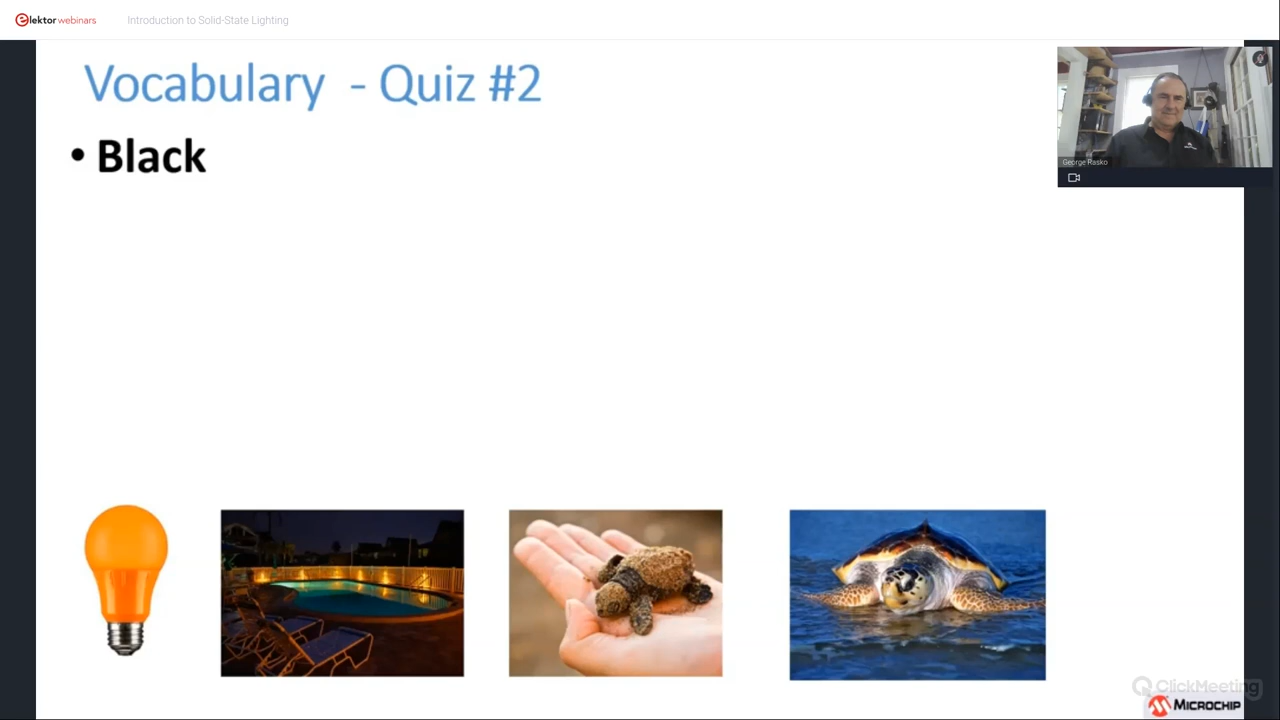 elektor webinars
Introduction to Solid-State Lighting
Vocabulary - Quiz #2
• Black
George Rasko
ClickMeeting
MICROCHIP